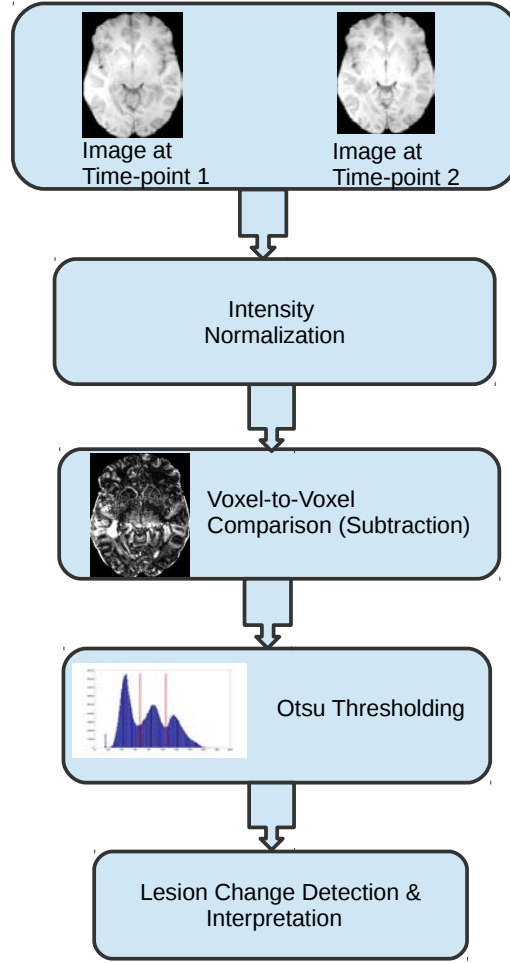 Image at
Time-point 1
Image at
Time-point 2
Intensity
Normalization
Voxel-to-Voxel
Comparison (Subtraction)
Otsu Thresholding
Lesion Change Detection &
Interpretation